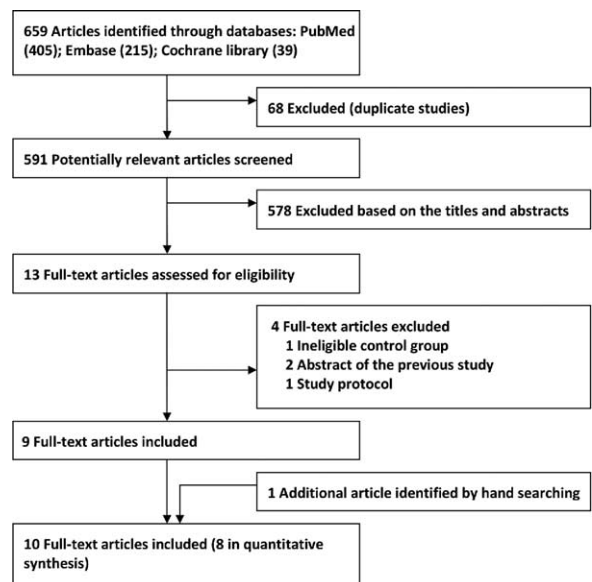 659 Articles identified through databases: PubMed
(405); Embase (215); Cochrane library (39)
68 Excluded (duplicate studies)
591 Potentially relevant articles screened
578 Excluded based on the titles and abstracts
13 Full-text articles assessed for eligibility
4 Full-text articles excluded
1 Ineligible control group
2 Abstract of the previous study
1 Study protocol
9 Full-text articles included
1 Additional article identified by hand searching
10 Full-text articles included (8 in quantitative
synthesis)